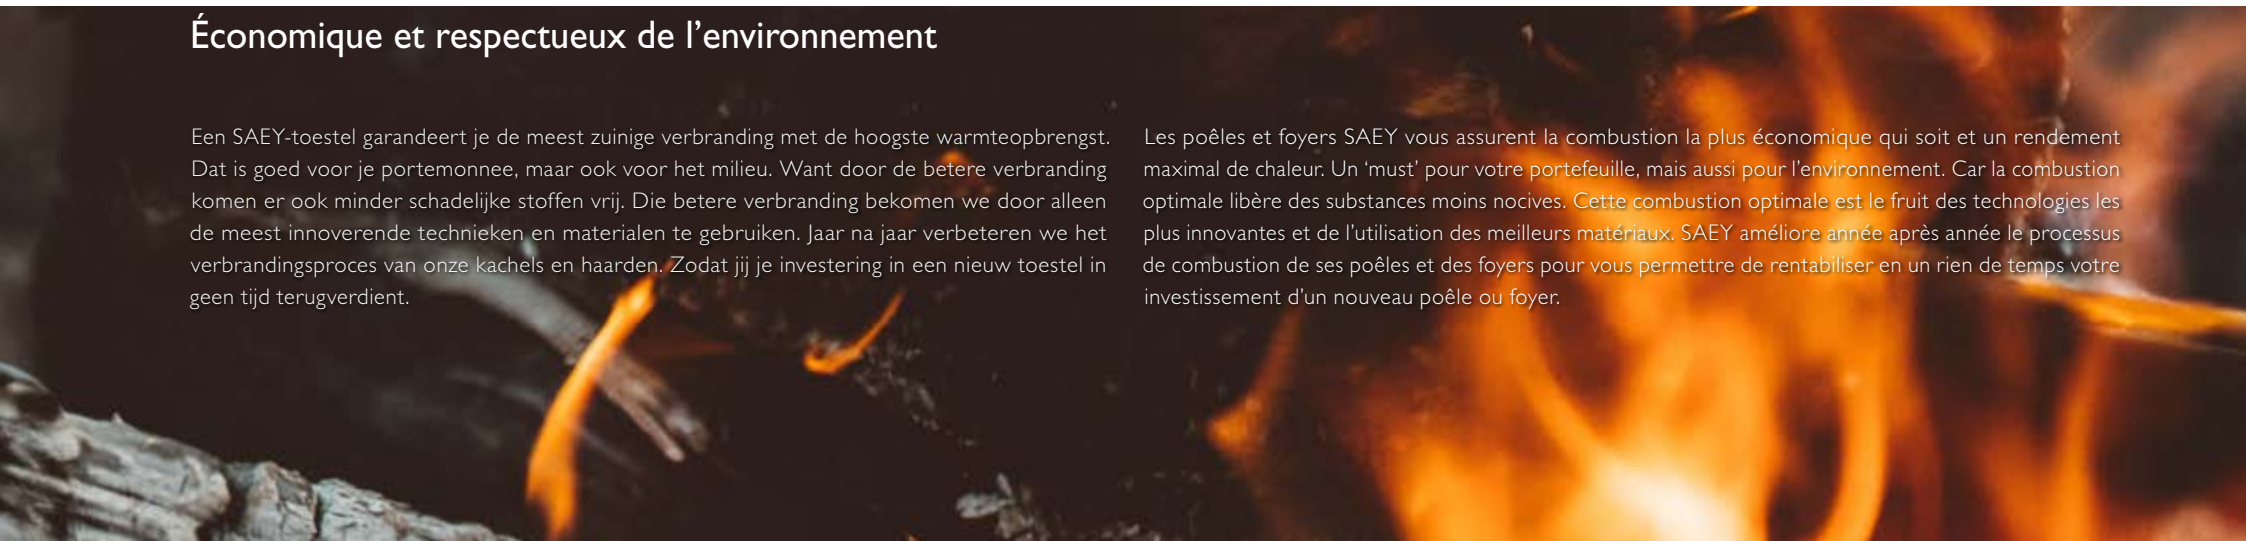 Économique et respectueux de l’environnement
Een SAEY-toestel garandeert je de meest zuinige verbranding met de hoogste warmteopbrengst.
Dat is goed voor je portemonnee, maar ook voor het milieu. Want door de betere verbranding
komen er ook minder schadelijke stoffen vrij. Die betere verbranding bekomen we door alleen
de meest innoverende technieken en materialen te gebruiken. Jaar na jaar verbeteren we het
verbrandingsproces van onze kachels en haarden. Zodat jij je investering in een nieuw toestel in
geen tijd terugverdient.
Les poêles et foyers SAEY vous assurent la combustion la plus économique qui soit et un rendement
maximal de chaleur. Un ‘must’ pour votre portefeuille, mais aussi pour l’environnement. Car la combustion
optimale libère des substances moins nocives. Cette combustion optimale est le fruit des technologies les
plus innovantes et de l’utilisation des meilleurs matériaux. SAEY améliore année après année le processus
de combustion de ses poêles et des foyers pour vous permettre de rentabiliser en un rien de temps votre
investissement d’un nouveau poêle ou foyer.